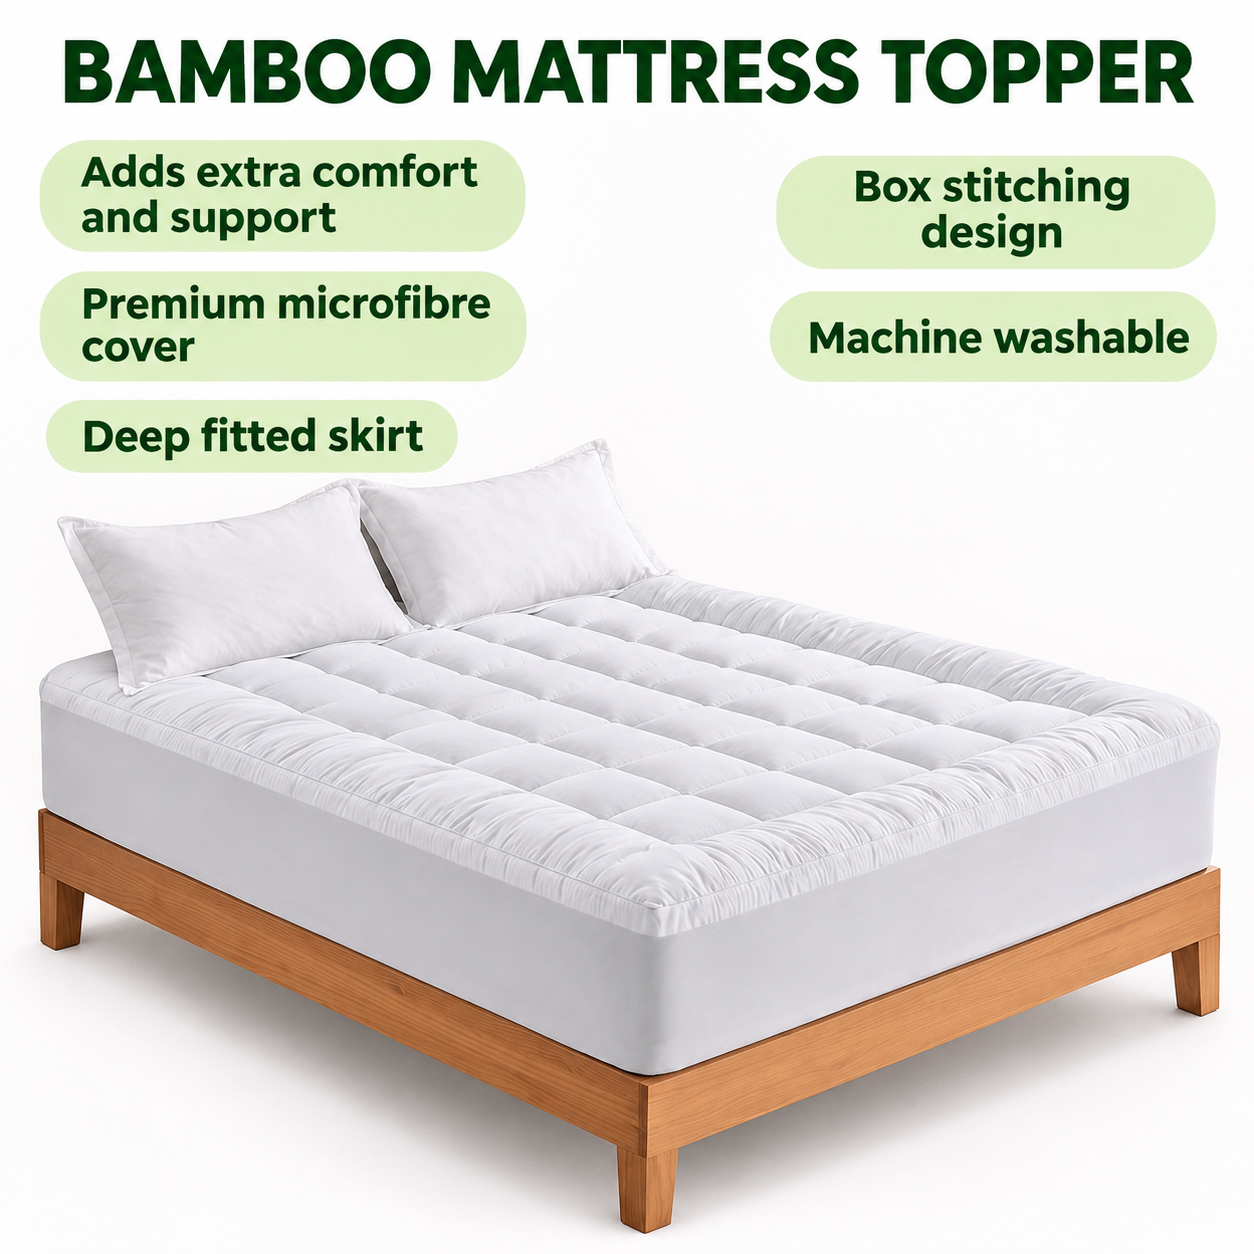 BAMBOO MATTRESS TOPPER
Adds extra comfort
and support
Premium microfibre
cover
Deep fitted skirt
Box stitching
design
Machine washable